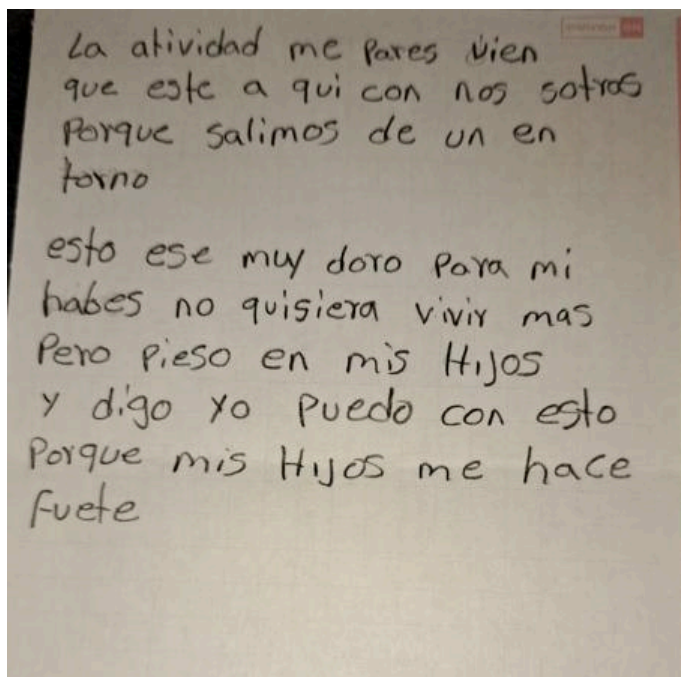 La atividad me Pares vien
que este a qui con nos sotros
Porque salimos de un en
torno
esto ese muy doro Para mi
habes no quisiera vivir mas
Pero Pieso en mis HiJos
y digo yo Puedo con esto
Porque mis HiJos me hace
fuete